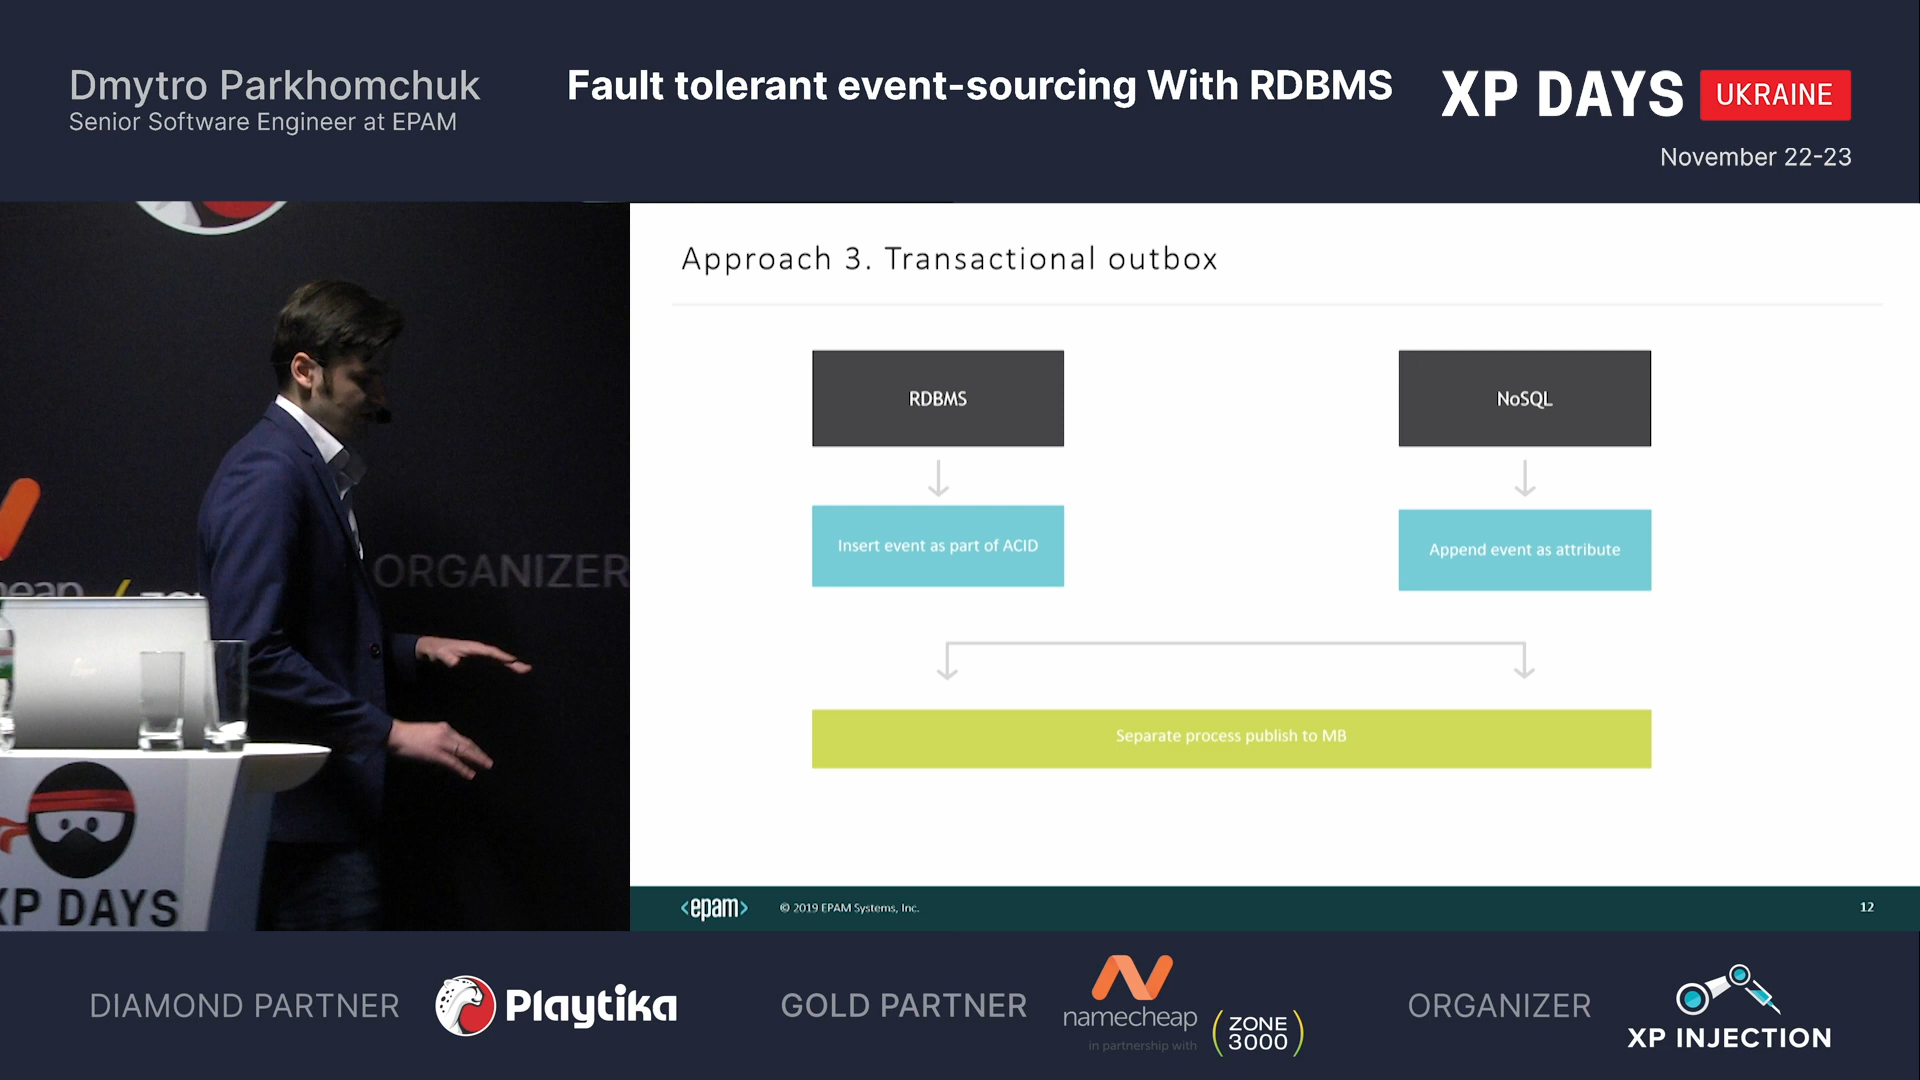 Dmytro Parkhomchuk
Senior Software Engineer at EPAM
Fault tolerant event-sourcing With RDBMS
XP DAYS UKRAINE
November 22-23
Approach 3. Transactional outbox
RDBMS
NoSQL
Insert event as part of ACID
Append event as attribute
Separate process publish to MB
<epam>
© 2019 EPAM Systems, Inc.
12
ORGANIZER
XP DAYS
DIAMOND PARTNER
Playtika
GOLD PARTNER
namecheap
in partnership with
ZONE
3000
ORGANIZER
XP INJECTION